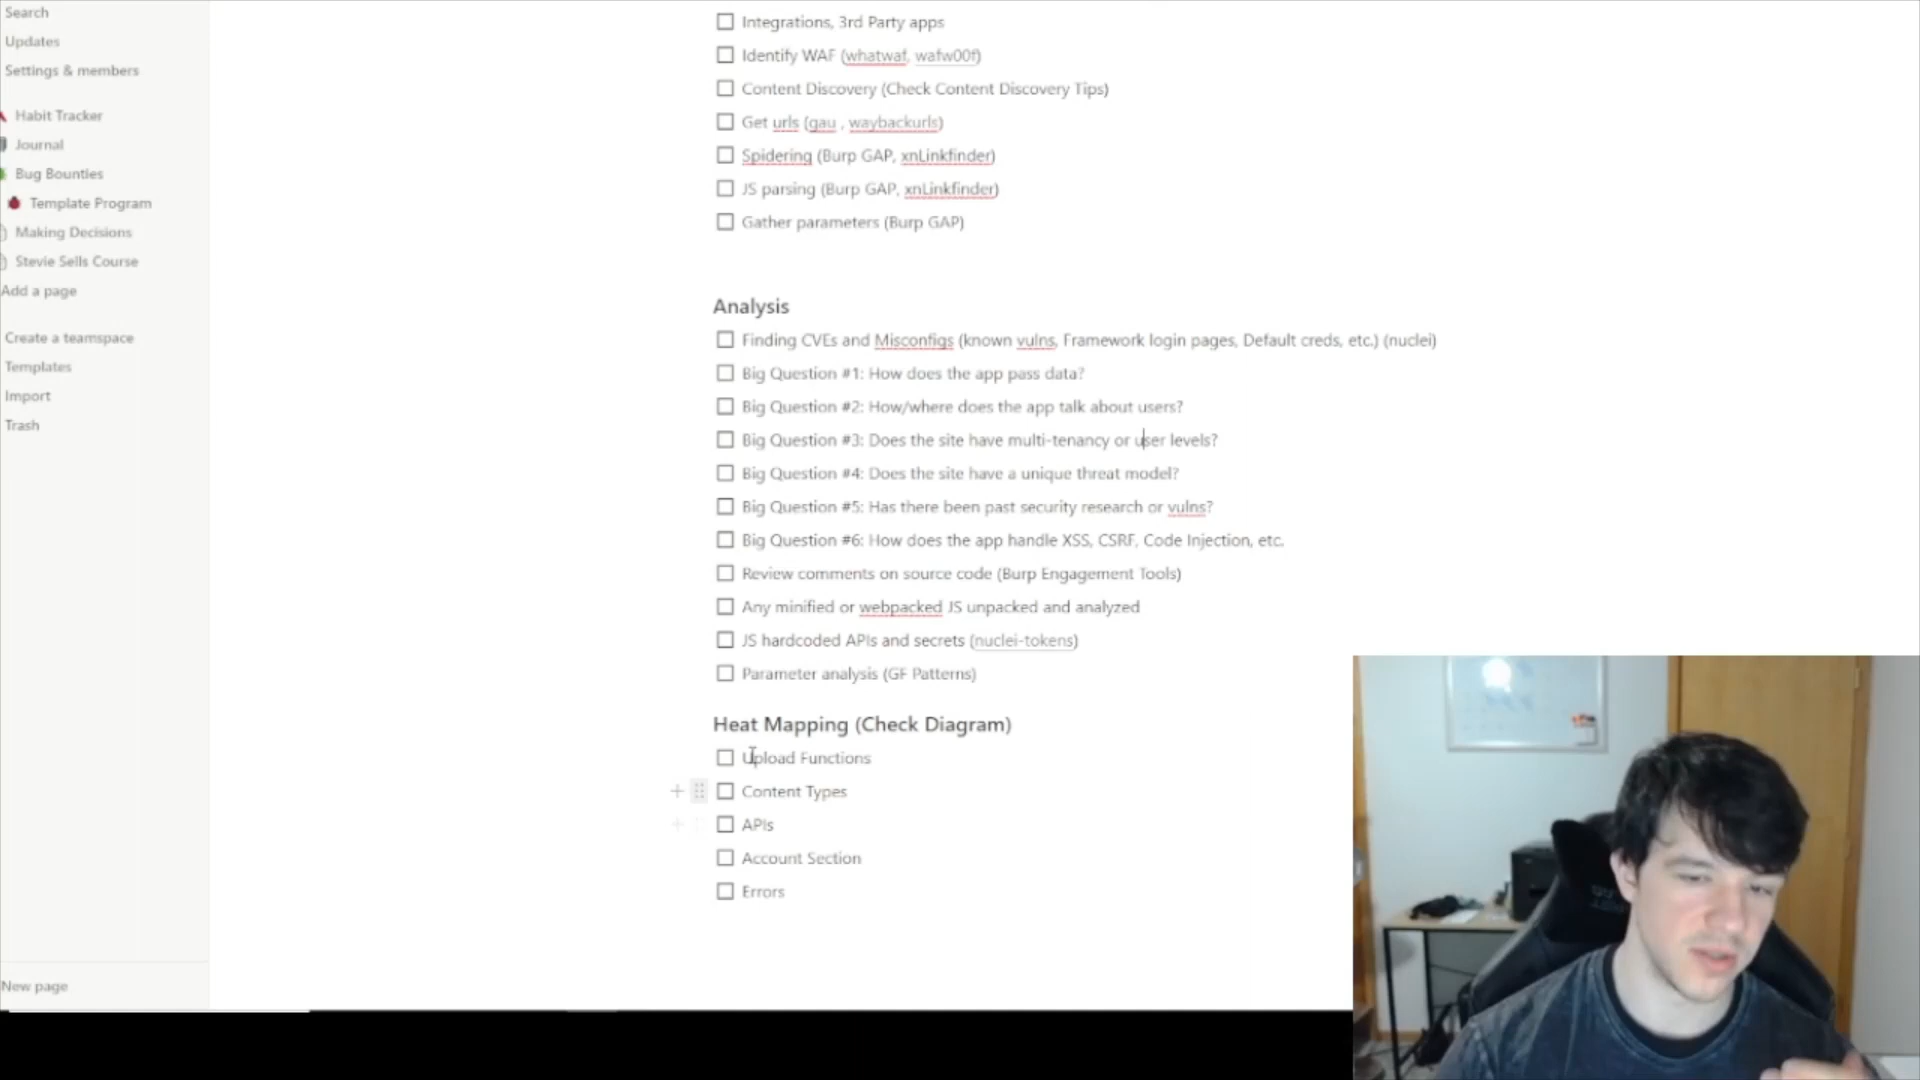 Search
Updates
Settings & members
Habit Tracker
Journal
Bug Bounties
Template Program
Making Decisions
Stevie Sells Course
Add a page
Create a teamspace
Templates
Import
Trash
New page
Integrations, 3rd Party apps
Identify WAF (whatwaf, wafw00f)
Content Discovery (Check Content Discovery Tips)
Get urls (gau , waybackurls)
Spidering (Burp GAP, xnLinkfinder)
JS parsing (Burp GAP, xnLinkfinder)
Gather parameters (Burp GAP)
Analysis
Finding CVEs and Misconfigs (known vulns, Framework login pages, Default creds, etc.) (nuclei)
Big Question #1: How does the app pass data?
Big Question #2: How/where does the app talk about users?
Big Question #3: Does the site have multi-tenancy or user levels?
Big Question #4: Does the site have a unique threat model?
Big Question #5: Has there been past security research or vulns?
Big Question #6: How does the app handle XSS, CSRF, Code Injection, etc.
Review comments on source code (Burp Engagement Tools)
Any minified or webpacked JS unpacked and analyzed
JS hardcoded APIs and secrets (nuclei-tokens)
Parameter analysis (GF Patterns)
Heat Mapping (Check Diagram)
Upload Functions
Content Types
APIs
Account Section
Errors